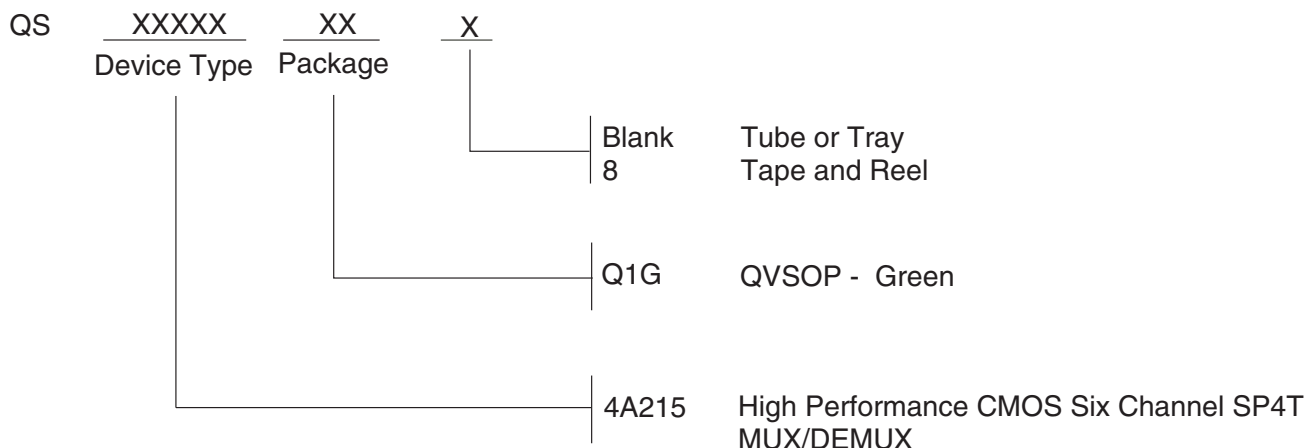 QS XXXXX XX X
Device Type Package
Blank Tube or Tray
8 Tape and Reel
Q1G QVSOP - Green
4A215 High Performance CMOS Six Channel SP4T
MUX/DEMUX